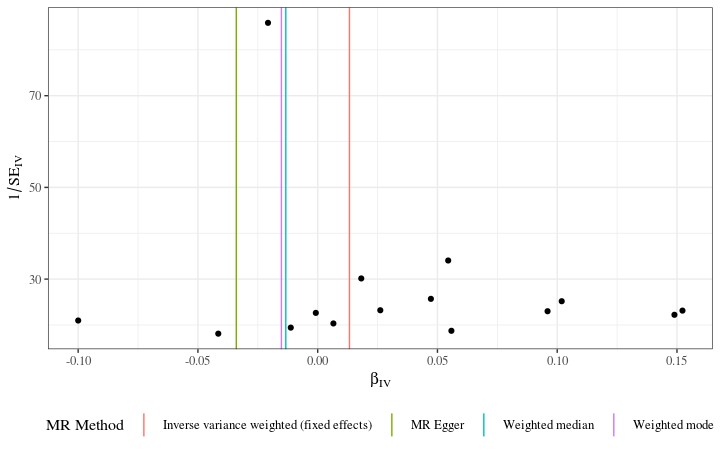 70
50
30
1/SE_IV
-0.10 -0.05 0.00 0.05 0.10 0.15
β_IV
MR Method Inverse variance weighted (fixed effects) MR Egger Weighted median Weighted mode